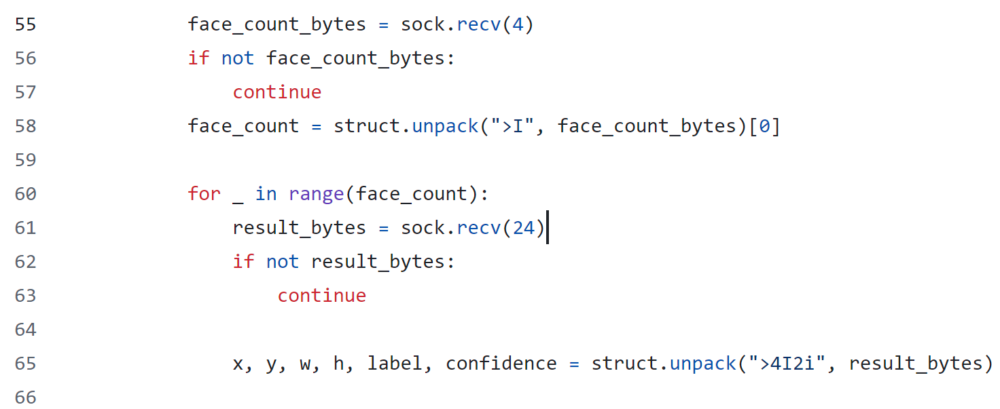 55 face_count_bytes = sock.recv(4)
56 if not face_count_bytes:
57 continue
58 face_count = struct.unpack(">I", face_count_bytes)[0]
59
60 for _ in range(face_count):
61 result_bytes = sock.recv(24)
62 if not result_bytes:
63 continue
64
65 x, y, w, h, label, confidence = struct.unpack(">4I2i", result_bytes)
66